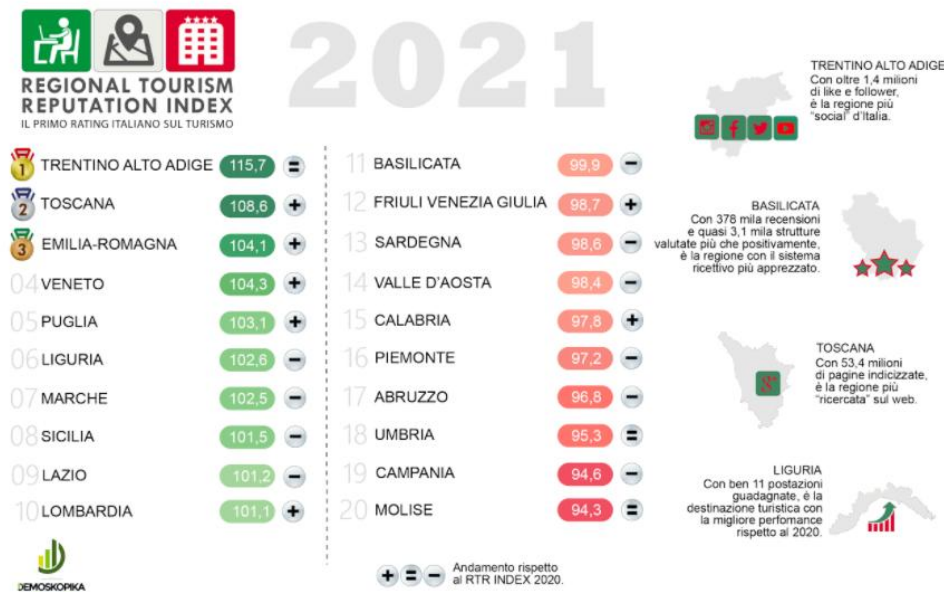 2021
REGIONAL TOURISM
REPUTATION INDEX
IL PRIMO RATING ITALIANO SUL TURISMO
1 TRENTINO ALTO ADIGE 115,7 =
2 TOSCANA 108,6 +
3 EMILIA-ROMAGNA 104,1 +
04 VENETO 104,3 +
05 PUGLIA 103,1 +
06 LIGURIA 102,6 −
07 MARCHE 102,5 −
08 SICILIA 101,5 −
09 LAZIO 101,2 −
10 LOMBARDIA 101,1 +
11 BASILICATA 99,9 −
12 FRIULI VENEZIA GIULIA 98,7 +
13 SARDEGNA 98,6 −
14 VALLE D'AOSTA 98,4 −
15 CALABRIA 97,8 +
16 PIEMONTE 97,2 −
17 ABRUZZO 96,8 −
18 UMBRIA 95,3 =
19 CAMPANIA 94,6 −
20 MOLISE 94,3 =
TRENTINO ALTO ADIGE
Con oltre 1,4 milioni
di like e follower,
è la regione più
"social" d'Italia.
BASILICATA
Con 378 mila recensioni
e quasi 3,1 mila strutture
valutate più che positivamente,
è la regione con il sistema
ricettivo più apprezzato.
TOSCANA
Con 53,4 milioni
di pagine indicizzate,
è la regione più
"ricercata" sul web.
LIGURIA
Con ben 11 postazioni
guadagnate, è la
destinazione turistica con
la migliore perfomance
rispetto al 2020.
DEMOSKOPIKA
+ = − Andamento rispetto
al RTR INDEX 2020.